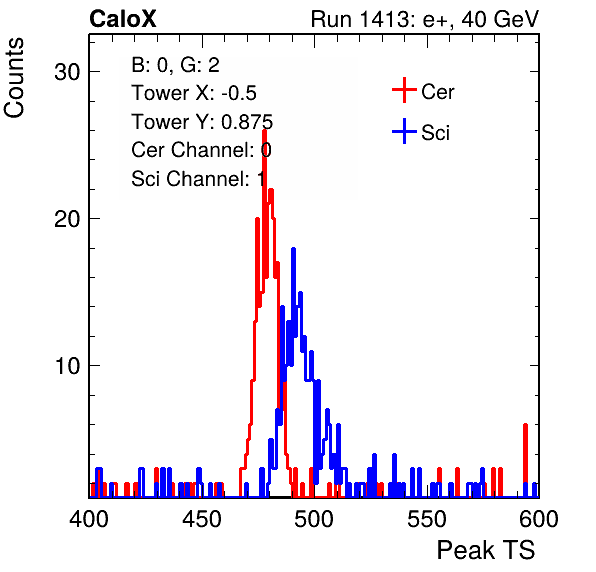 CaloX Run 1413: e+, 40 GeV
Counts
30
20
10
B: 0, G: 2
Tower X: -0.5
Tower Y: 0.875
Cer Channel: 0
Sci Channel: 1
Cer
Sci
400 450 500 550 600
Peak TS